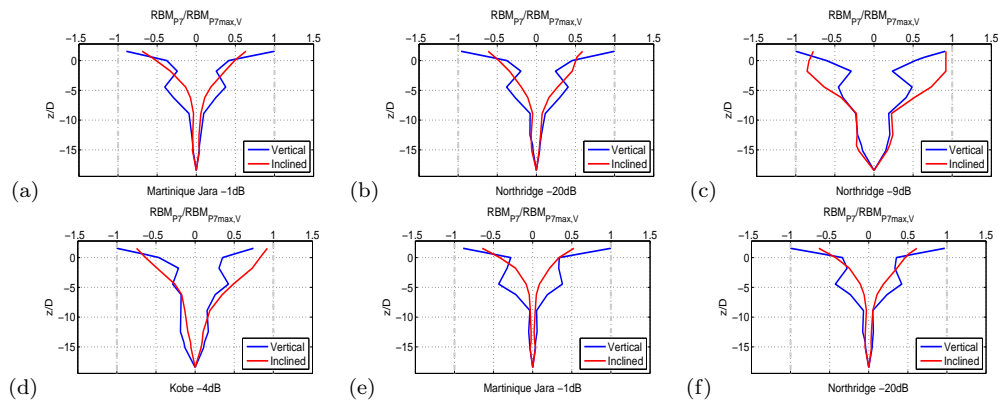 RBM_P7/RBM_P7max,V
−1.5 −1 −0.5 0 0.5 1 1.5
0
−5
−10
−15
z/D
Vertical
Inclined
(a)
Martinique Jara −1dB
RBM_P7/RBM_P7max,V
−1.5 −1 −0.5 0 0.5 1 1.5
0
−5
−10
−15
z/D
Vertical
Inclined
(b)
Northridge −20dB
RBM_P7/RBM_P7max,V
−1.5 −1 −0.5 0 0.5 1 1.5
0
−5
−10
−15
z/D
Vertical
Inclined
(c)
Northridge −9dB
RBM_P7/RBM_P7max,V
−1.5 −1 −0.5 0 0.5 1 1.5
0
−5
−10
−15
z/D
Vertical
Inclined
(d)
Kobe −4dB
RBM_P7/RBM_P7max,V
−1.5 −1 −0.5 0 0.5 1 1.5
0
−5
−10
−15
z/D
Vertical
Inclined
(e)
Martinique Jara −1dB
RBM_P7/RBM_P7max,V
−1.5 −1 −0.5 0 0.5 1 1.5
0
−5
−10
−15
z/D
Vertical
Inclined
(f)
Northridge −20dB